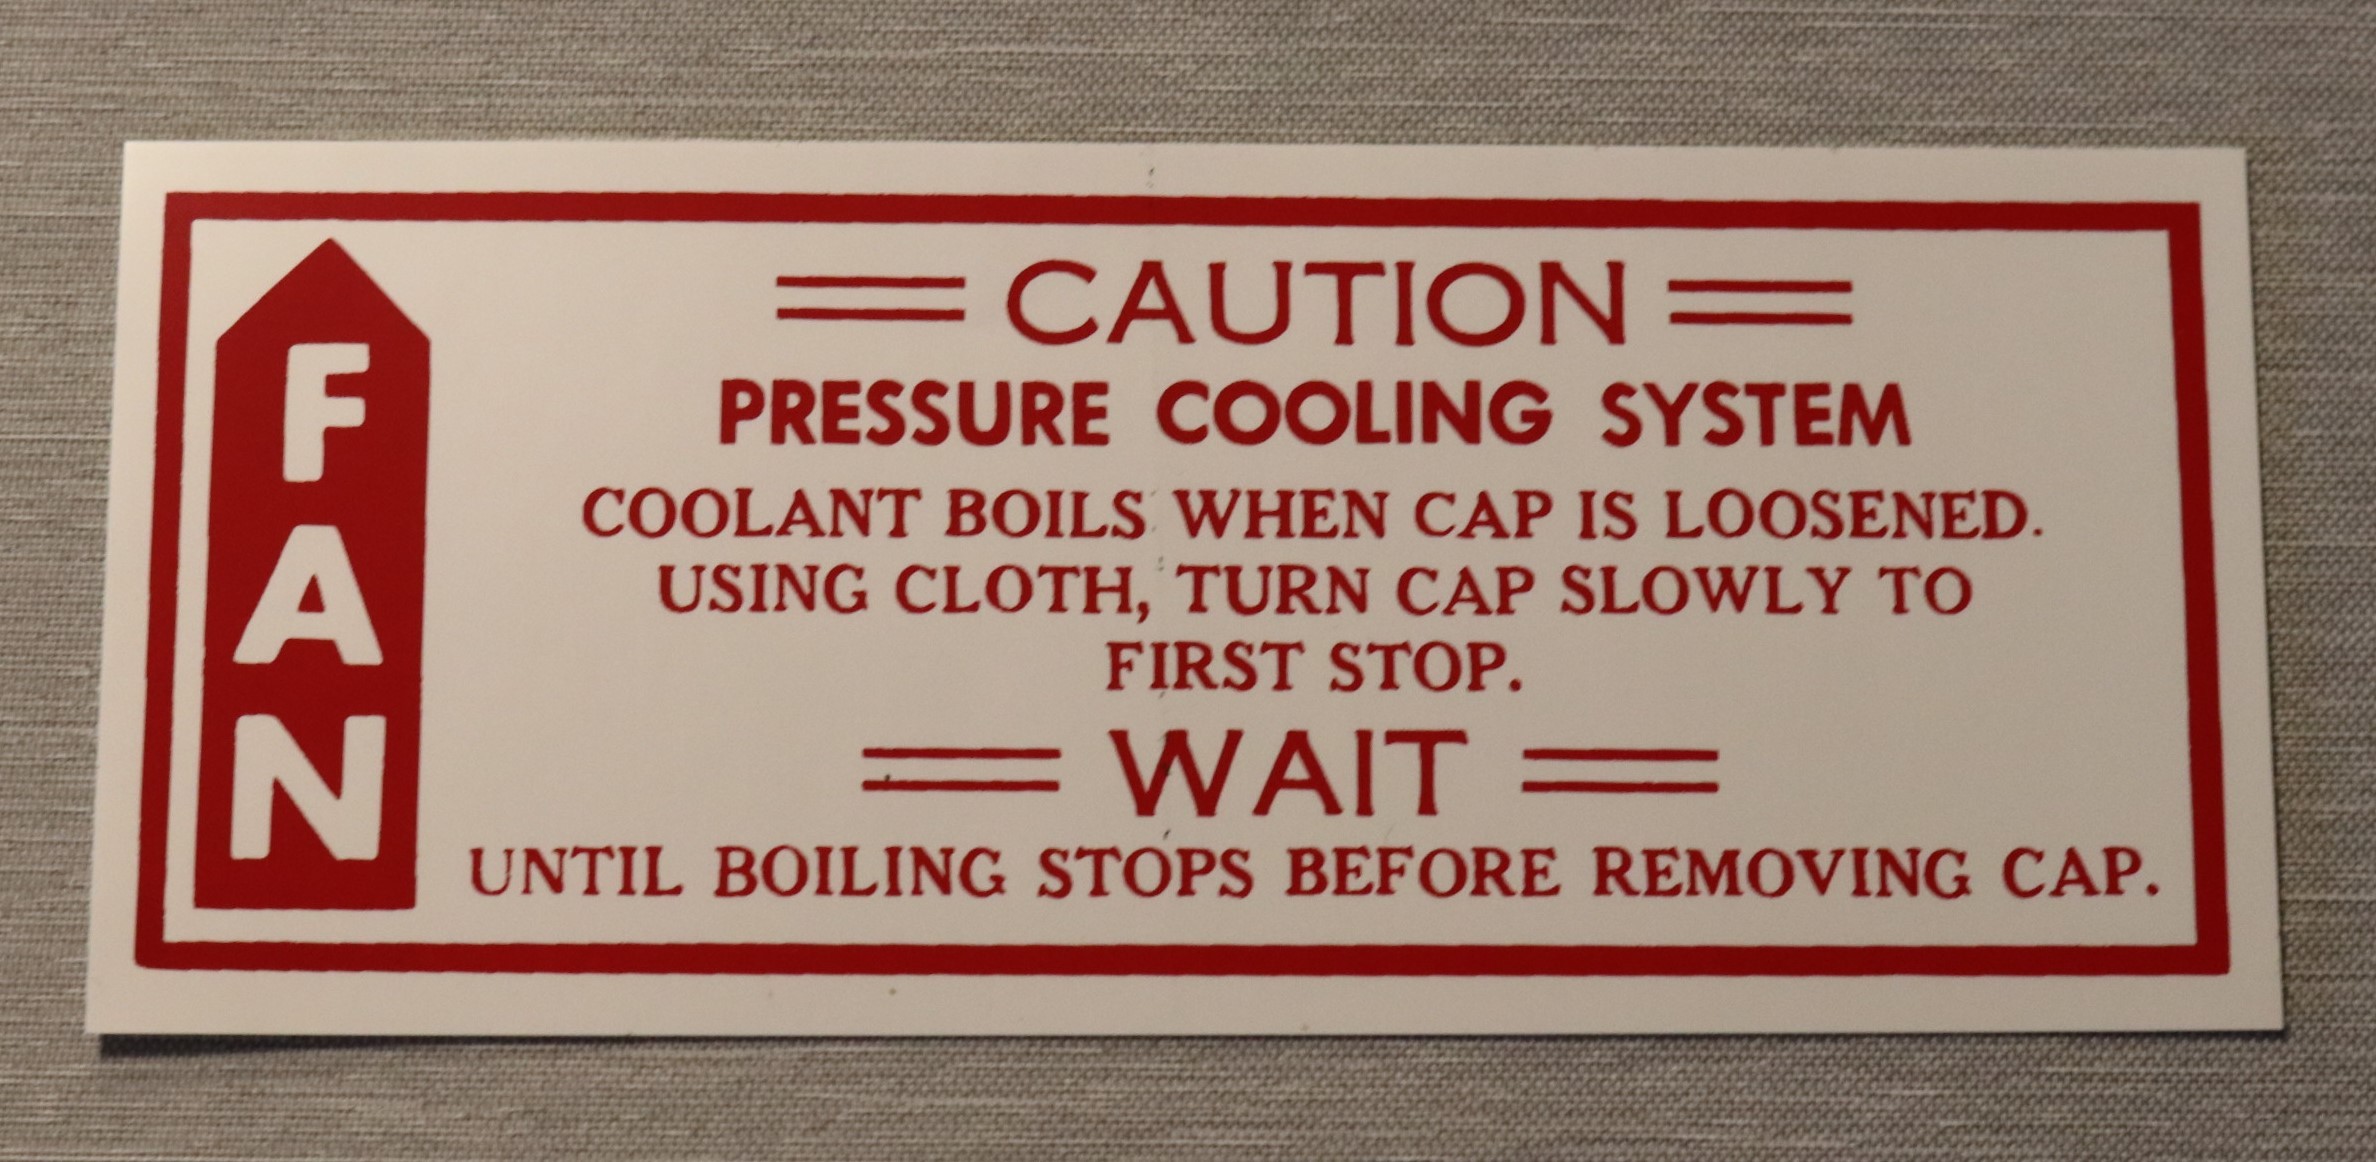 FAN
CAUTION
PRESSURE COOLING SYSTEM
COOLANT BOILS WHEN CAP IS LOOSENED.
USING CLOTH, TURN CAP SLOWLY TO
FIRST STOP.
WAIT
UNTIL BOILING STOPS BEFORE REMOVING CAP.